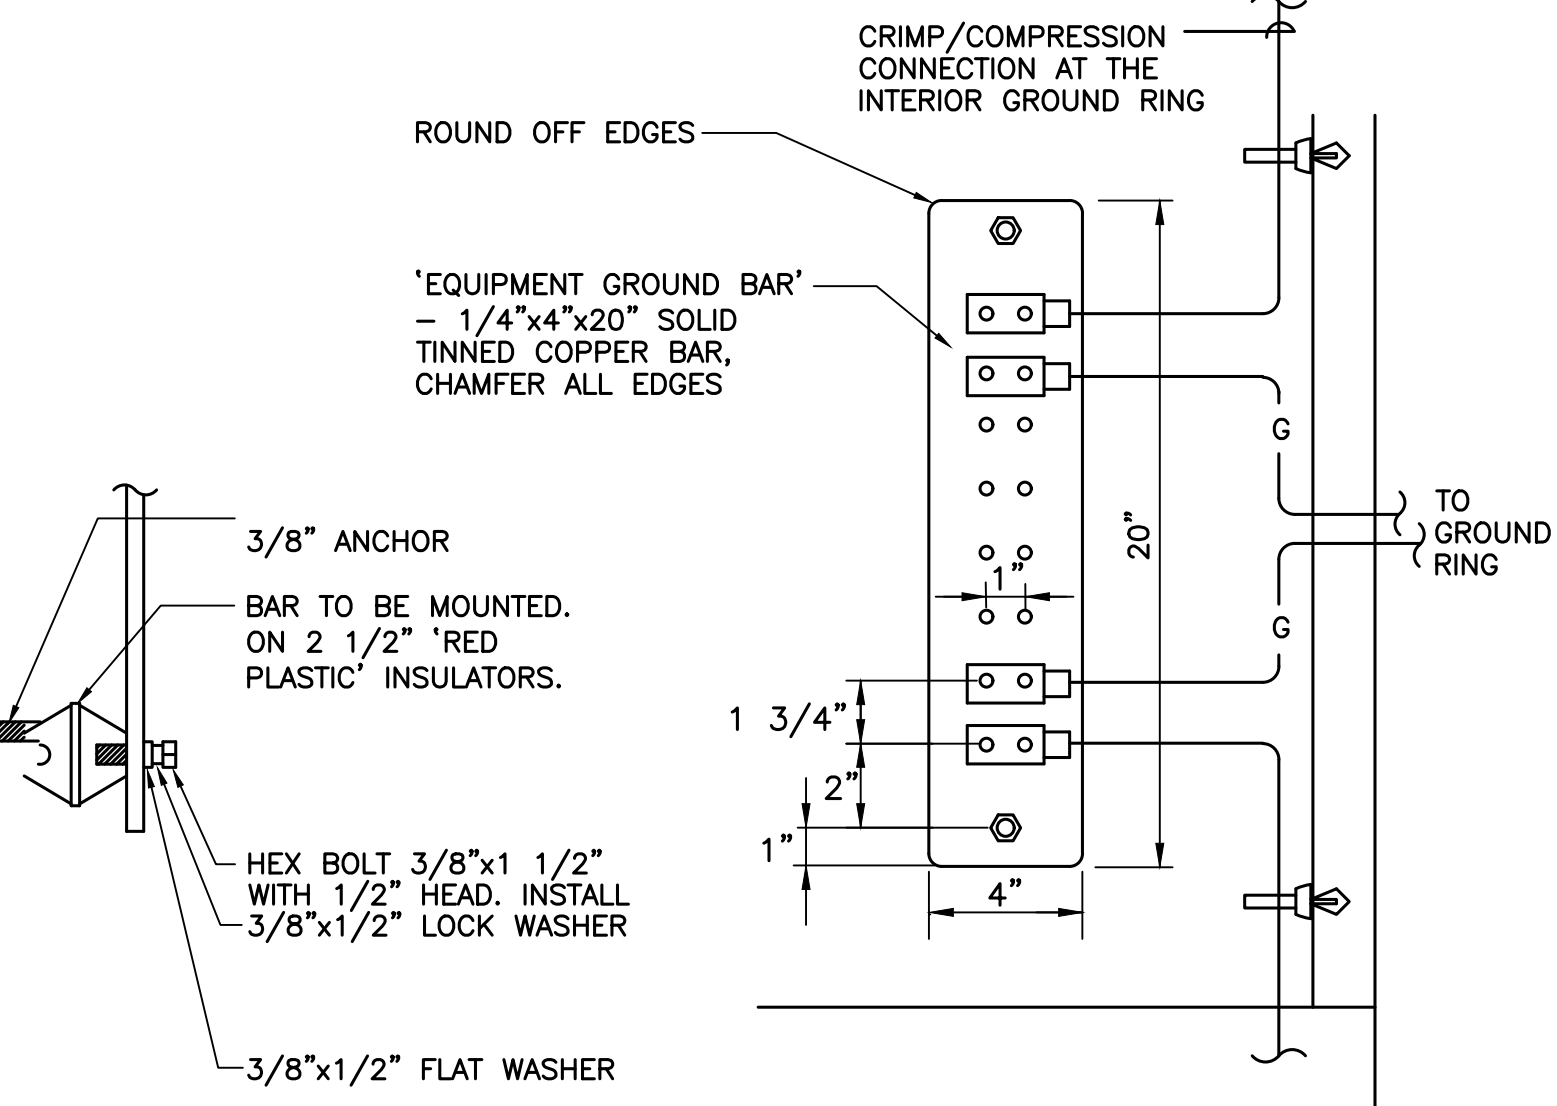 CRIMP/COMPRESSION
CONNECTION AT THE
INTERIOR GROUND RING
ROUND OFF EDGES
‘EQUIPMENT GROUND BAR’
– 1/4”x4”x20” SOLID
TINNED COPPER BAR,
CHAMFER ALL EDGES
G
20”
TO
GROUND
RING
3/8” ANCHOR
1”
BAR TO BE MOUNTED.
ON 2 1/2” ‘RED
PLASTIC’ INSULATORS.
G
1 3/4”
2”
1”
4”
HEX BOLT 3/8”x1 1/2”
WITH 1/2” HEAD. INSTALL
3/8”x1/2” LOCK WASHER
3/8”x1/2” FLAT WASHER